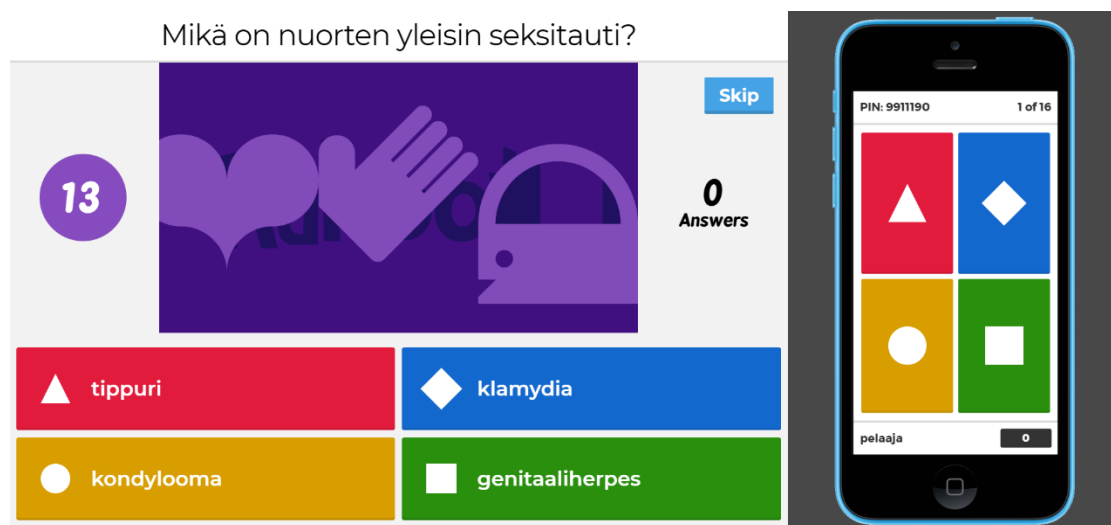 Mikä on nuorten yleisin seksitauti?
Skip
13
0
Answers
tippuri
klamydia
kondylooma
genitaaliherpes
PIN: 9911190
1 of 16
pelaaja
0